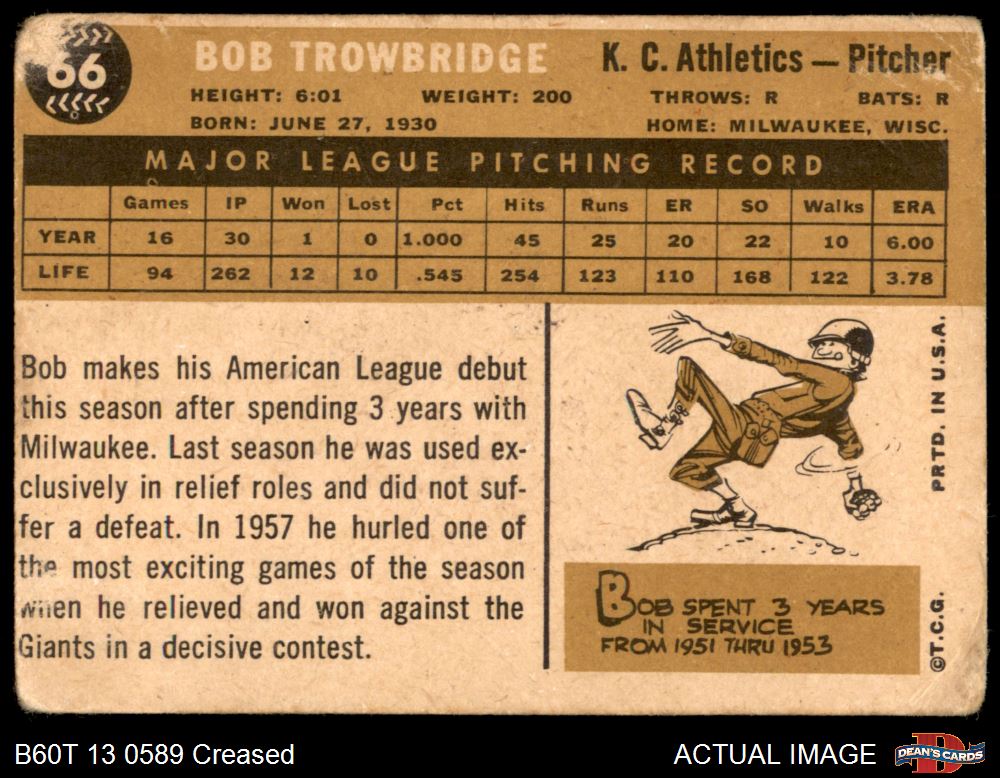 66
BOB TROWBRIDGE K. C. Athletics — Pitcher
HEIGHT: 6:01 WEIGHT: 200 THROWS: R BATS: R
BORN: JUNE 27, 1930 HOME: MILWAUKEE, WISC.
MAJOR LEAGUE PITCHING RECORD
Games IP Won Lost Pct Hits Runs ER SO Walks ERA
YEAR 16 30 1 0 1.000 45 25 20 22 10 6.00
LIFE 94 262 12 10 .545 254 123 110 168 122 3.78
Bob makes his American League debut
this season after spending 3 years with
Milwaukee. Last season he was used ex-
clusively in relief roles and did not suf-
fer a defeat. In 1957 he hurled one of
the most exciting games of the season
when he relieved and won against the
Giants in a decisive contest.
BOB SPENT 3 YEARS
IN SERVICE
FROM 1951 THRU 1953
©T.C.G. PRTD. IN U.S.A.
B60T 13 0589 Creased ACTUAL IMAGE
DEAN'S CARDS